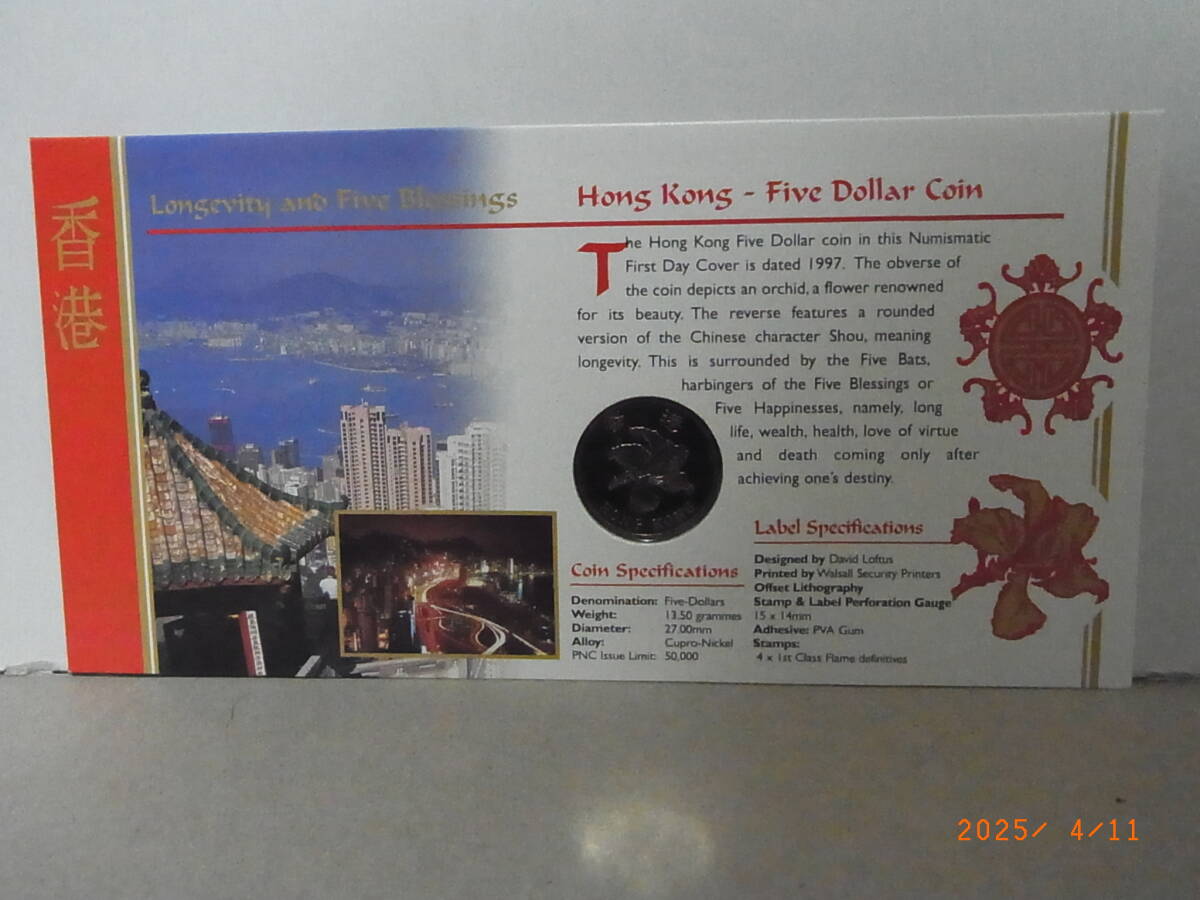 香
港
Longevity and Five Blessings
Hong Kong - Five Dollar Coin
The Hong Kong Five Dollar coin in this Numismatic
First Day Cover is dated 1997. The obverse of
the coin depicts an orchid, a flower renowned
for its beauty. The reverse features a rounded
version of the Chinese character Shou, meaning
longevity. This is surrounded by the Five Bats,
harbingers of the Five Blessings or
Five Happinesses, namely, long
life, wealth, health, love of virtue
and death coming only after
achieving one's destiny.
Coin Specifications
Denomination: Five-Dollars
Weight: 13.50 grammes
Diameter: 27.00mm
Alloy: Cupro-Nickel
PNC Issue Limit: 50,000
Label Specifications
Designed by David Loftus
Printed by Walsall Security Printers
Offset Lithography
Stamp & Label Perforation Gauge
15 x 14mm
Adhesive: PVA Gum
Stamps:
4 x 1st Class Flame definitives
2025/ 4/11